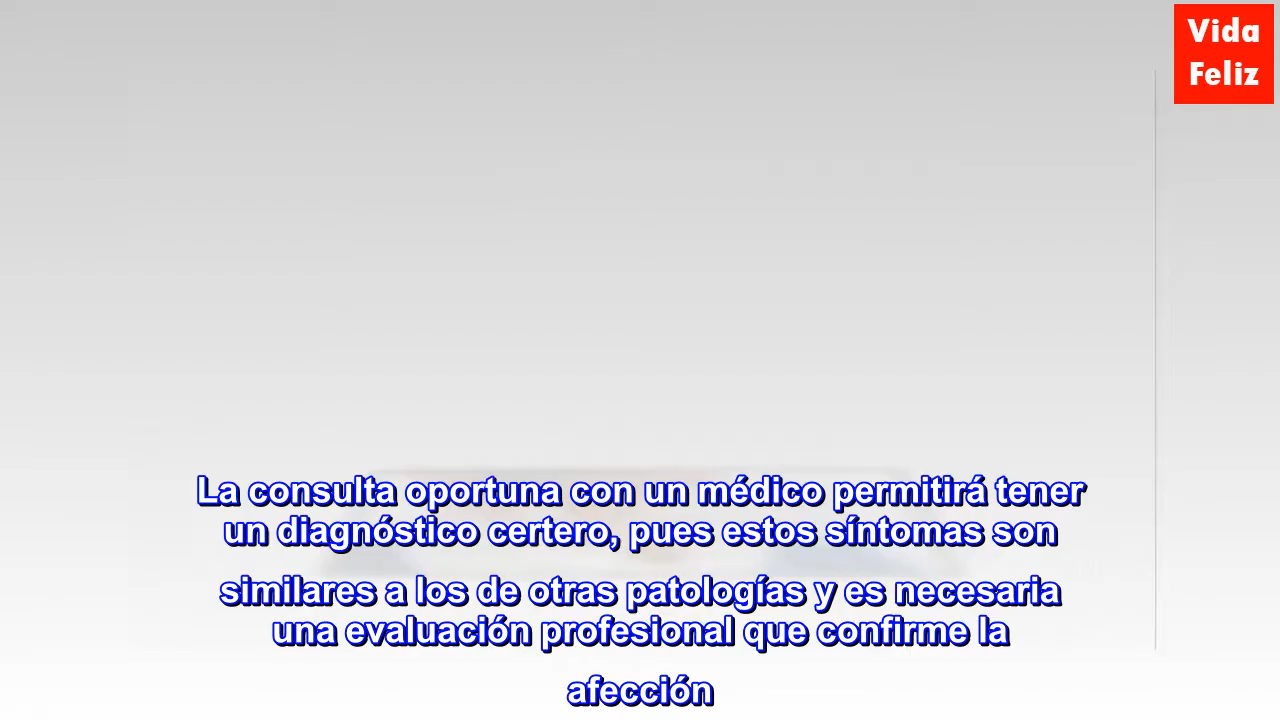 Vida
Feliz
La consulta oportuna con un médico permitirá tener
un diagnóstico certero, pues estos síntomas son
similares a los de otras patologías y es necesaria
una evaluación profesional que confirme la
afección